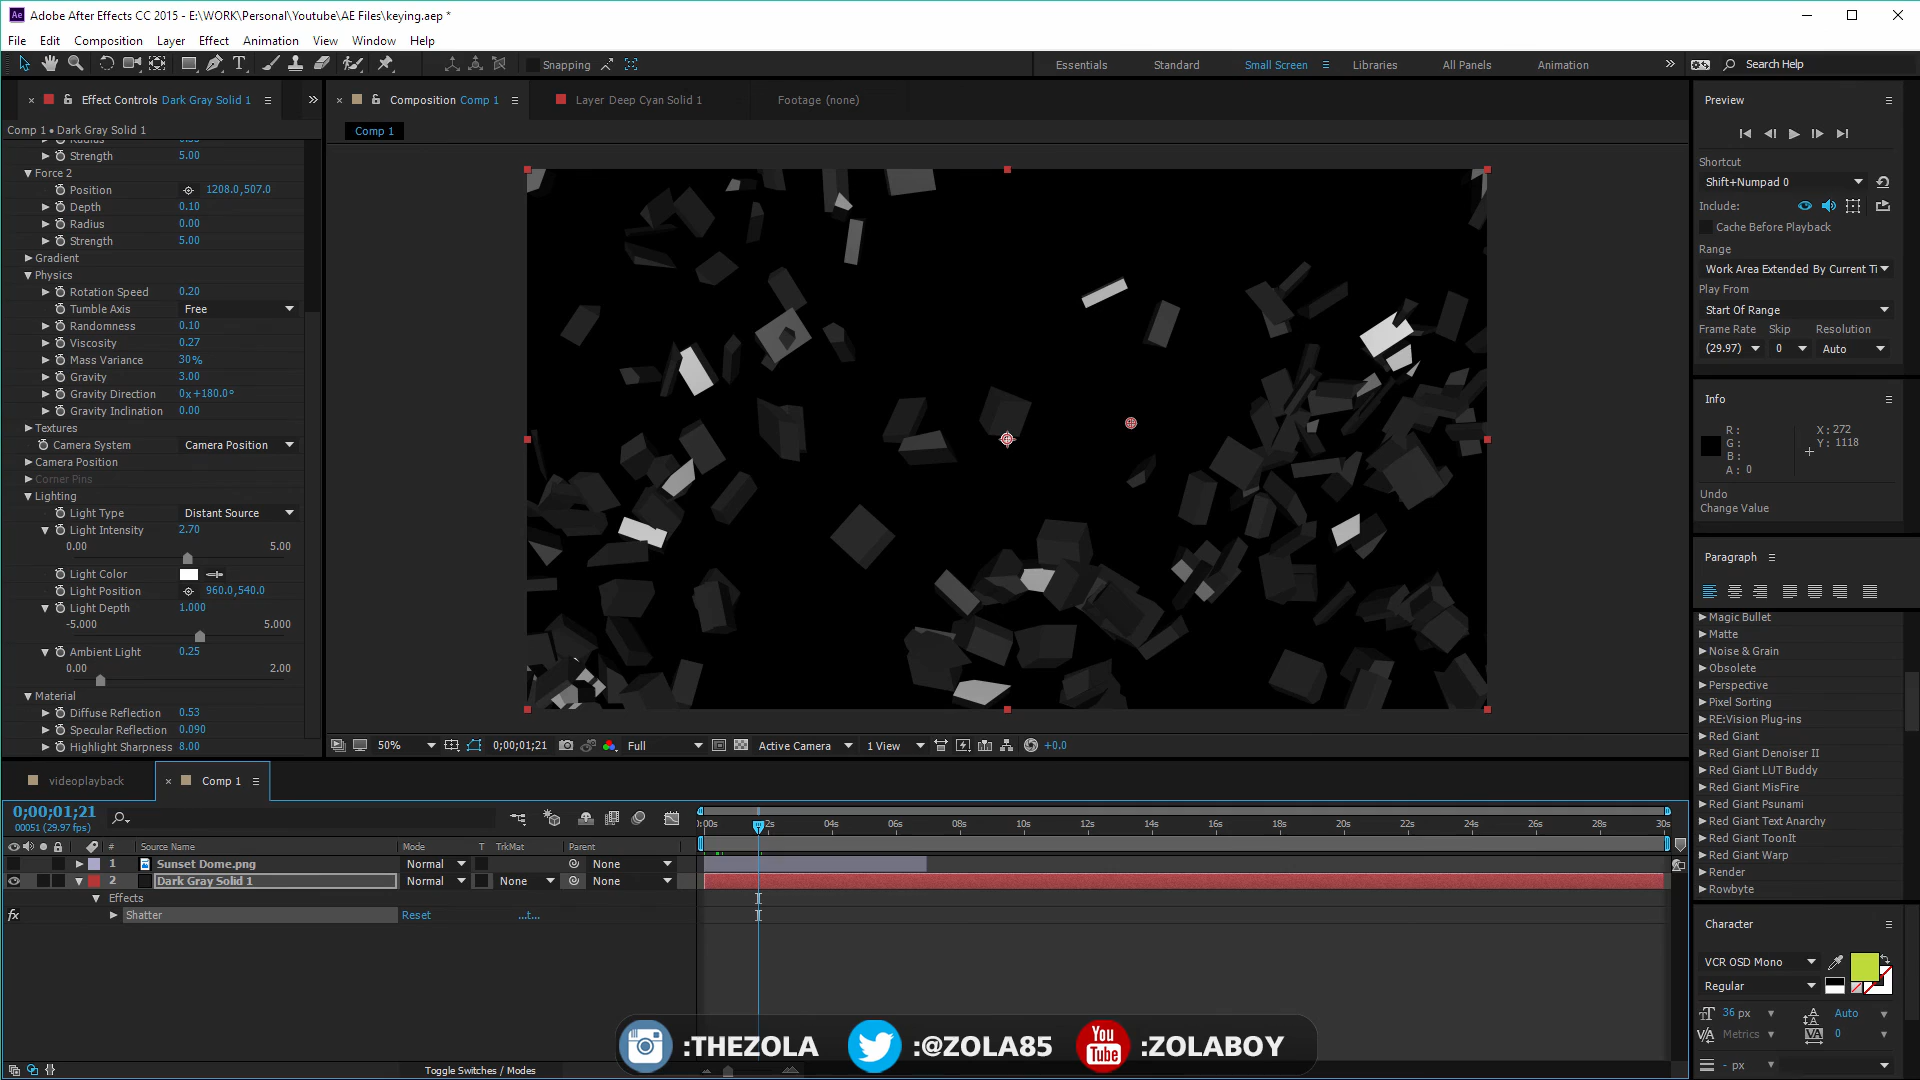 Adobe After Effects CC 2015 - E:\WORK\Personal\Youtube\AE Files\keying.aep *
File Edit Composition Layer Effect Animation View Window Help
Snapping
Essentials Standard Small Screen Libraries All Panels Animation
Search Help
Effect Controls Dark Gray Solid 1
Comp 1 • Dark Gray Solid 1
Strength 5.00
Force 2
Position 1208.0,507.0
Depth 0.10
Radius 0.00
Strength 5.00
Gradient
Physics
Rotation Speed 0.20
Tumble Axis Free
Randomness 0.10
Viscosity 0.27
Mass Variance 30%
Gravity 3.00
Gravity Direction 0x+180.0°
Gravity Inclination 0.00
Textures
Camera System Camera Position
Camera Position
Corner Pins
Lighting
Light Type Distant Source
Light Intensity 2.70
0.00 5.00
Light Color
Light Position 960.0,540.0
Light Depth 1.000
-5.000 5.000
Ambient Light 0.25
0.00 2.00
Material
Diffuse Reflection 0.53
Specular Reflection 0.090
Highlight Sharpness 8.00
Composition Comp 1
Layer Deep Cyan Solid 1
Footage (none)
Comp 1
50% 0;00;01;21 Full Active Camera 1 View +0.0
Preview
Shortcut
Shift+Numpad 0
Include:
Cache Before Playback
Range
Work Area Extended By Current Ti
Play From
Start Of Range
Frame Rate Skip Resolution
(29.97) 0 Auto
Info
R :
G :
B :
A : 0
X : 272
Y : 1118
Undo
Change Value
Paragraph
Magic Bullet
Matte
Noise & Grain
Obsolete
Perspective
Pixel Sorting
RE:Vision Plug-ins
Red Giant
Red Giant Denoiser II
Red Giant LUT Buddy
Red Giant MisFire
Red Giant Psunami
Red Giant Text Anarchy
Red Giant ToonIt
Red Giant Warp
Render
Rowbyte
Character
VCR OSD Mono
Regular
36 px Auto
Metrics 0
- px
videoplayback
Comp 1
0;00;01;21
00051 (29.97 fps)
# Source Name Mode T TrkMat Parent
1 Sunset Dome.png Normal None
2 Dark Gray Solid 1 Normal None None
Effects
fx Shatter Reset ...t...
:00s 2s 04s 06s 08s 10s 12s 14s 16s 18s 20s 22s 24s 26s 28s 30s
Toggle Switches / Modes
:THEZOLA
:@ZOLA85
You Tube :ZOLABOY